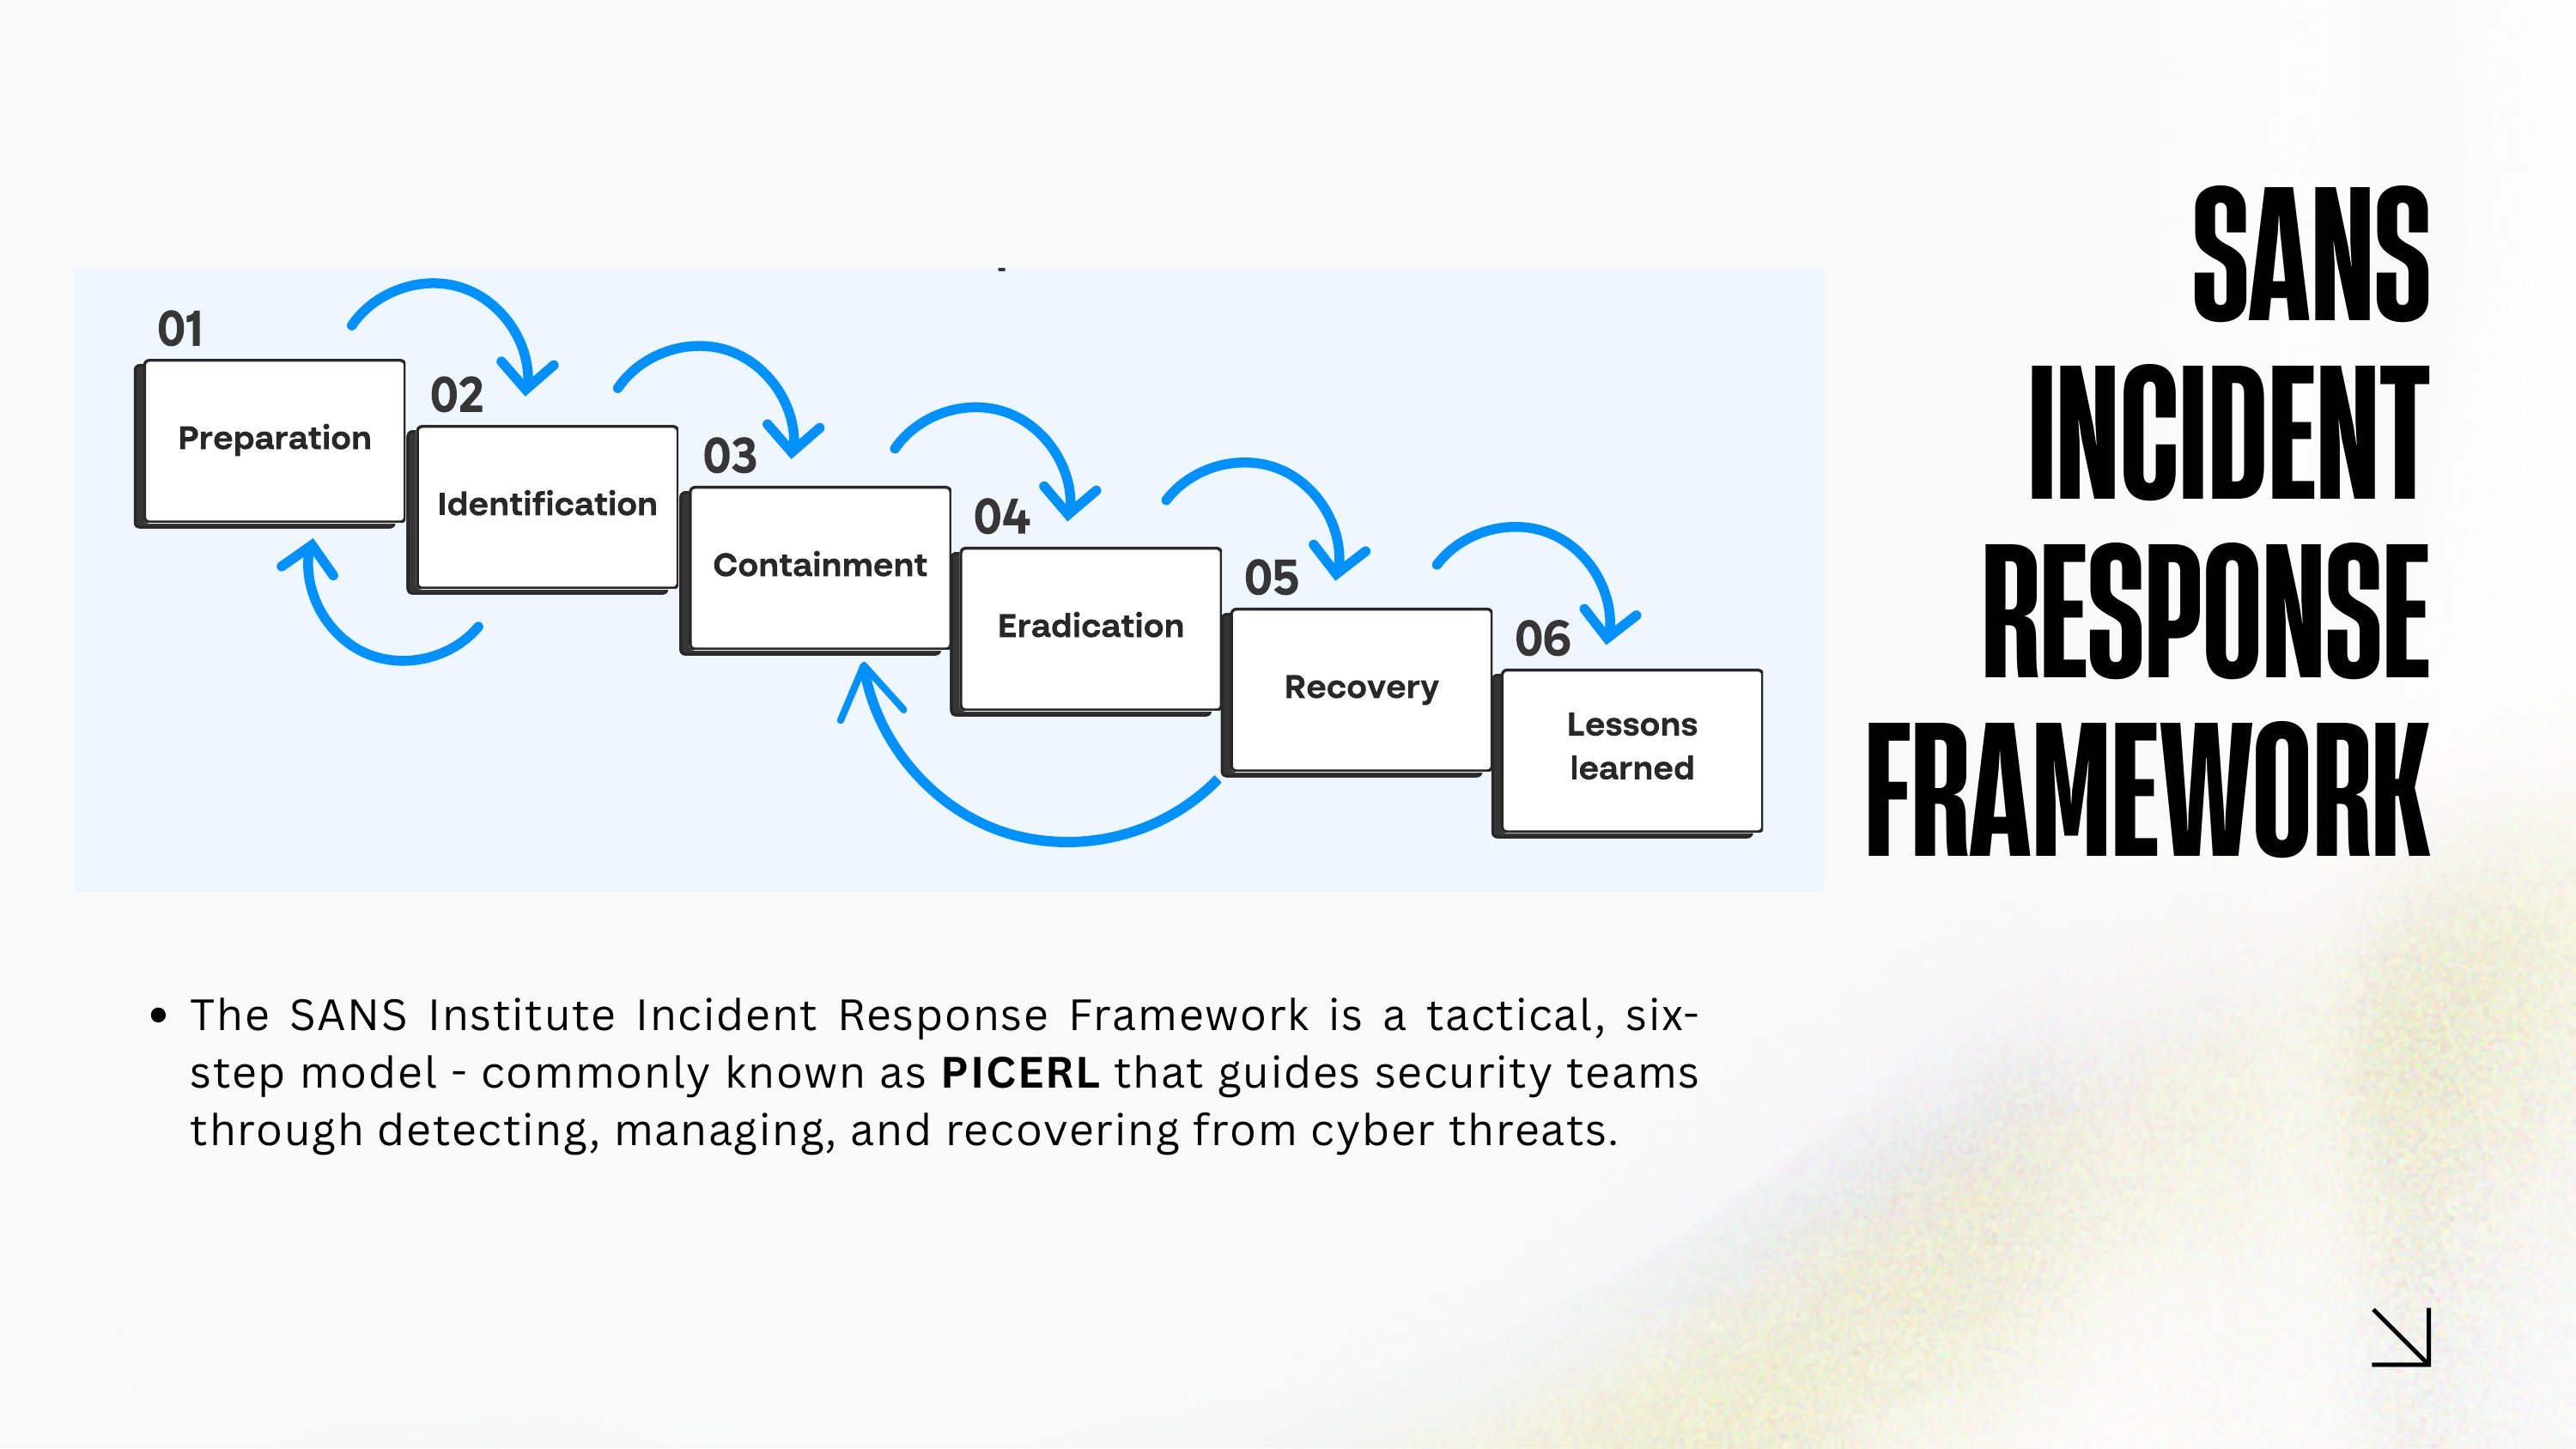 SANS
INCIDENT
RESPONSE
FRAMEWORK
01
Preparation
02
Identification
03
Containment
04
Eradication
05
Recovery
06
Lessons
learned
• The SANS Institute Incident Response Framework is a tactical, six-
step model - commonly known as PICERL that guides security teams
through detecting, managing, and recovering from cyber threats.